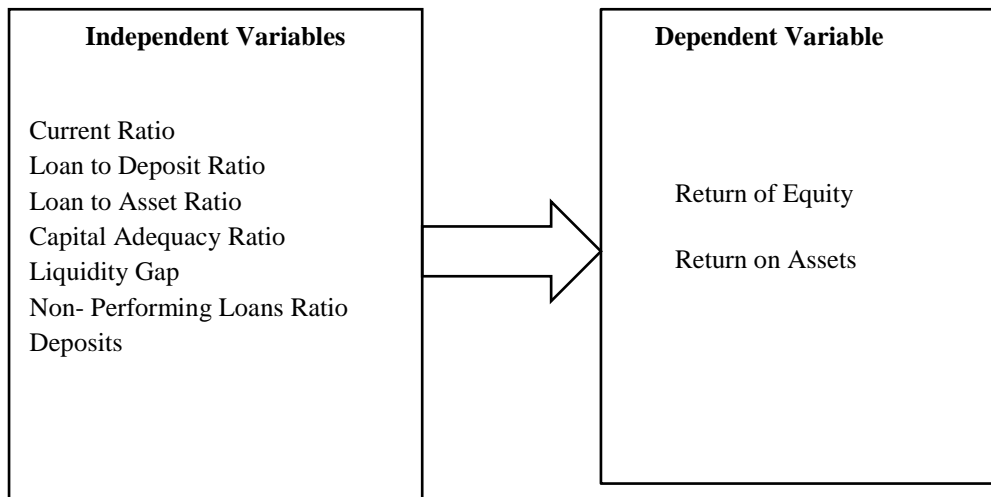 Independent Variables
Current Ratio
Loan to Deposit Ratio
Loan to Asset Ratio
Capital Adequacy Ratio
Liquidity Gap
Non- Performing Loans Ratio
Deposits
Dependent Variable
Return of Equity
Return on Assets